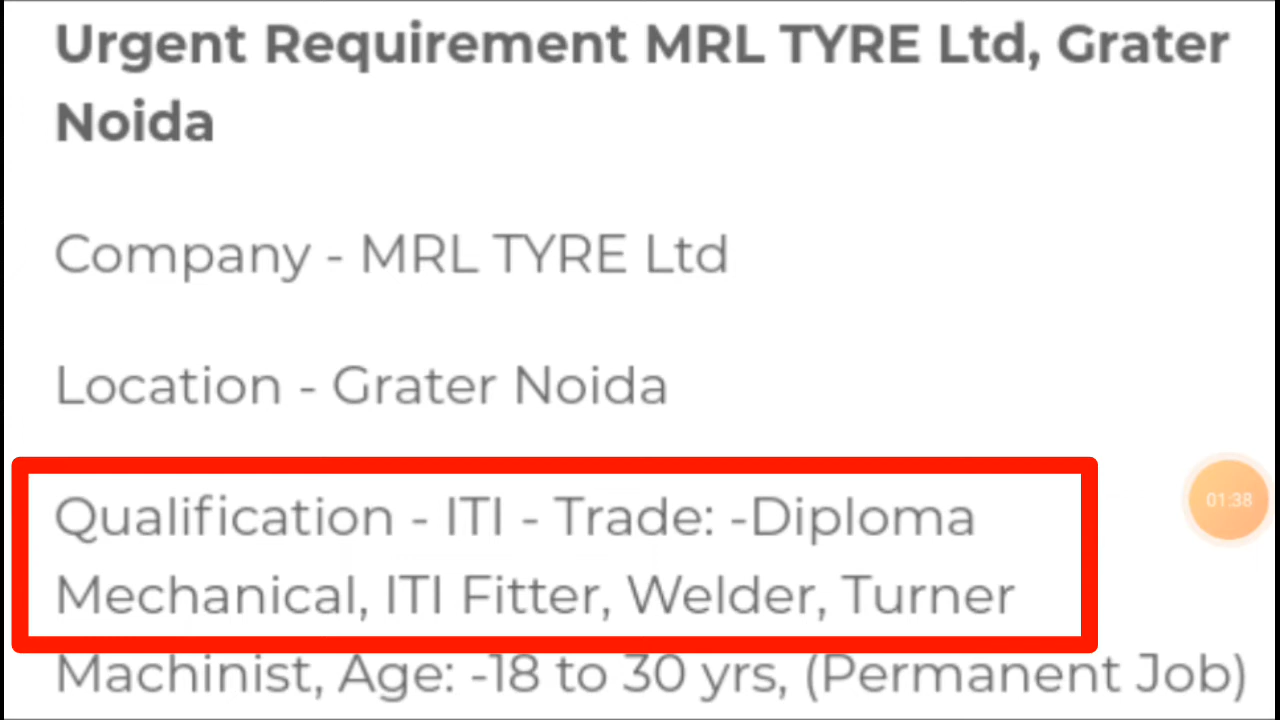 Urgent Requirement MRL TYRE Ltd, Grater
Noida
Company - MRL TYRE Ltd
Location - Grater Noida
Qualification - ITI - Trade: -Diploma
Mechanical, ITI Fitter, Welder, Turner
Machinist, Age: -18 to 30 yrs, (Permanent Job)
01:38